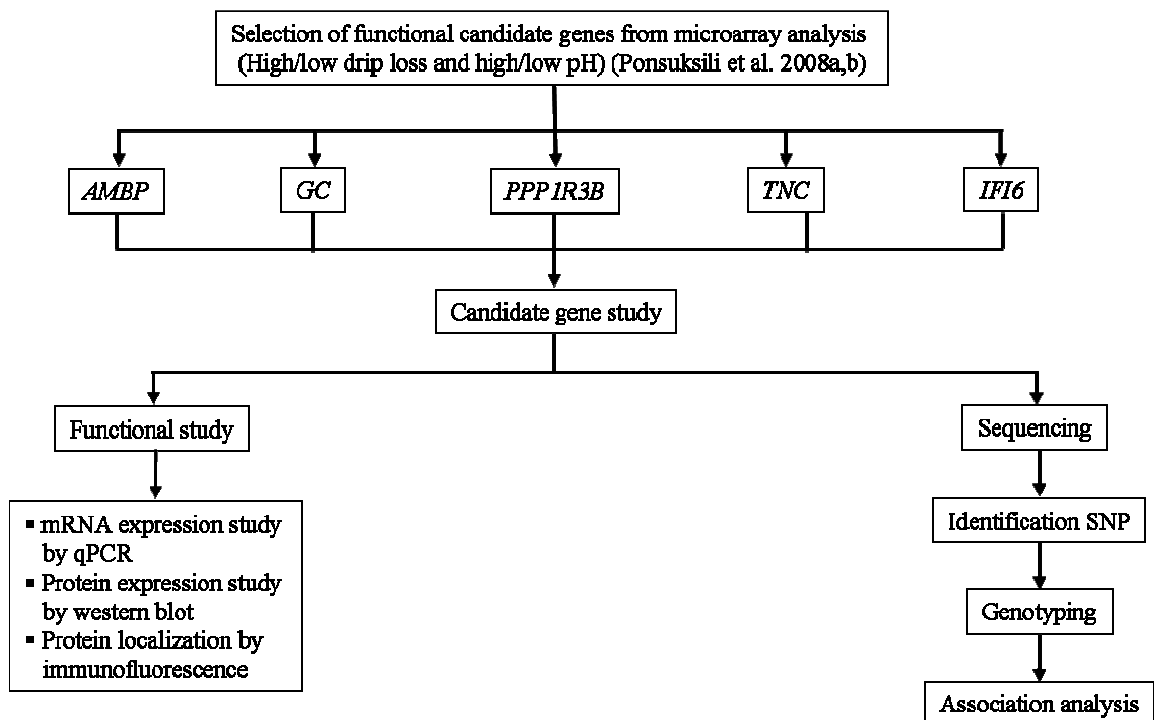 Selection of functional candidate genes from microarray analysis
(High/low drip loss and high/low pH) (Ponsuksili et al. 2008a,b)
AMBP
GC
PPP1R3B
TNC
IFI6
Candidate gene study
Functional study
Sequencing
▪ mRNA expression study
by qPCR
▪ Protein expression study
by western blot
▪ Protein localization by
immunofluorescence
Identification SNP
Genotyping
Association analysis